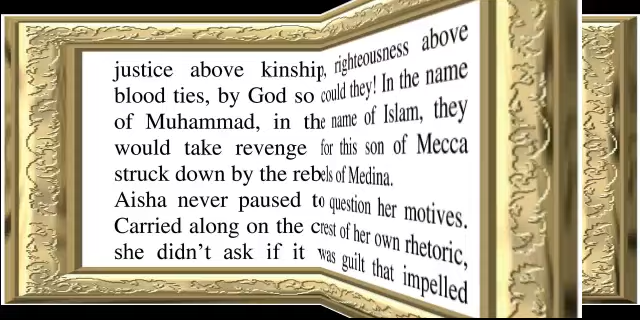 justice above kinship, righteousness above
blood ties, by God so could they! In the name
of Muhammad, in the name of Islam, they
would take revenge for this son of Mecca
struck down by the rebels of Medina.
Aisha never paused to question her motives.
Carried along on the crest of her own rhetoric,
she didn't ask if it was guilt that impelled